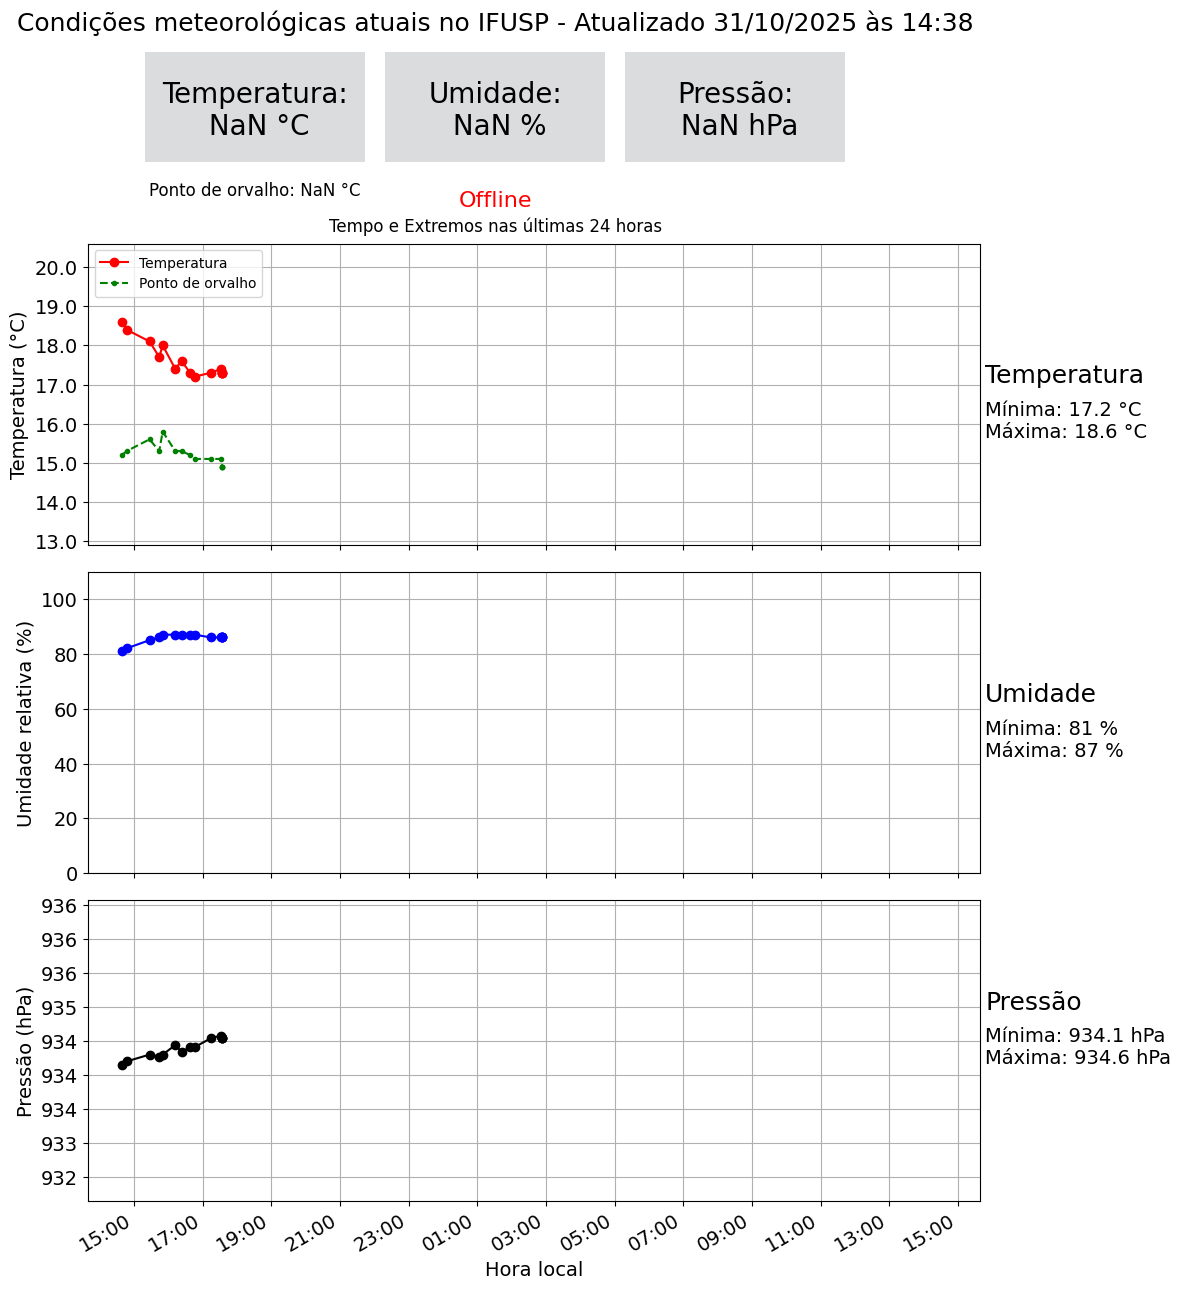 Condições meteorológicas atuais no IFUSP - Atualizado 31/10/2025 às 14:38
Temperatura:
NaN °C
Umidade:
NaN %
Pressão:
NaN hPa
Ponto de orvalho: NaN °C
Offline
Tempo e Extremos nas últimas 24 horas
Temperatura
Ponto de orvalho
Temperatura (°C)
20.0
19.0
18.0
17.0
16.0
15.0
14.0
13.0
Temperatura
Mínima: 17.2 °C
Máxima: 18.6 °C
Umidade relativa (%)
100
80
60
40
20
0
Umidade
Mínima: 81 %
Máxima: 87 %
Pressão (hPa)
936
936
936
935
934
934
934
933
932
Pressão
Mínima: 934.1 hPa
Máxima: 934.6 hPa
15:00
17:00
19:00
21:00
23:00
01:00
03:00
05:00
07:00
09:00
11:00
13:00
15:00
Hora local